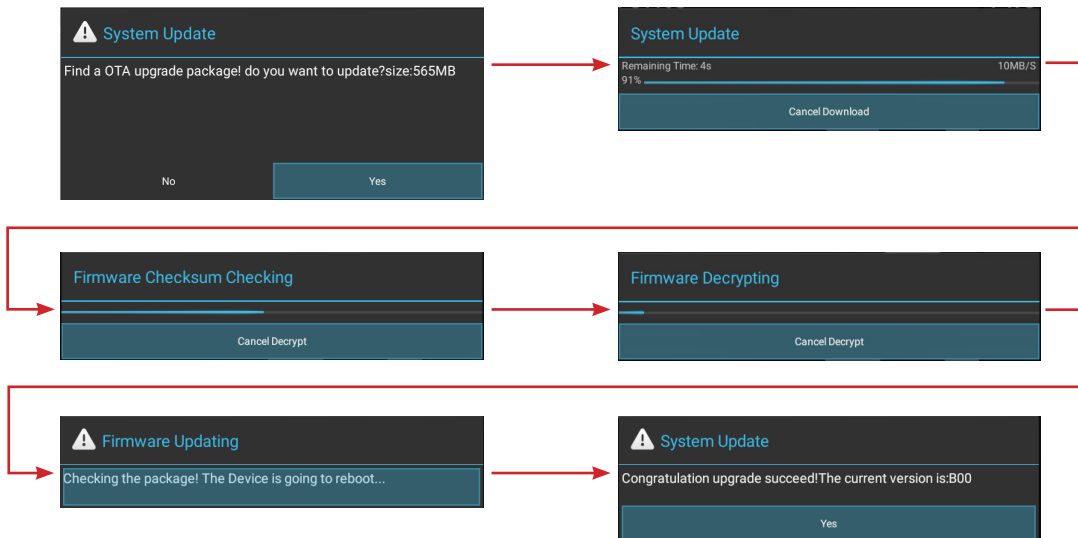 System Update
Find a OTA upgrade package! do you want to update?size:565MB
No
Yes
System Update
Remaining Time: 4s
10MB/S
91%
Cancel Download
Firmware Checksum Checking
Cancel Decrypt
Firmware Decrypting
Cancel Decrypt
Firmware Updating
Checking the package! The Device is going to reboot...
System Update
Congratulation upgrade succeed!The current version is:B00
Yes